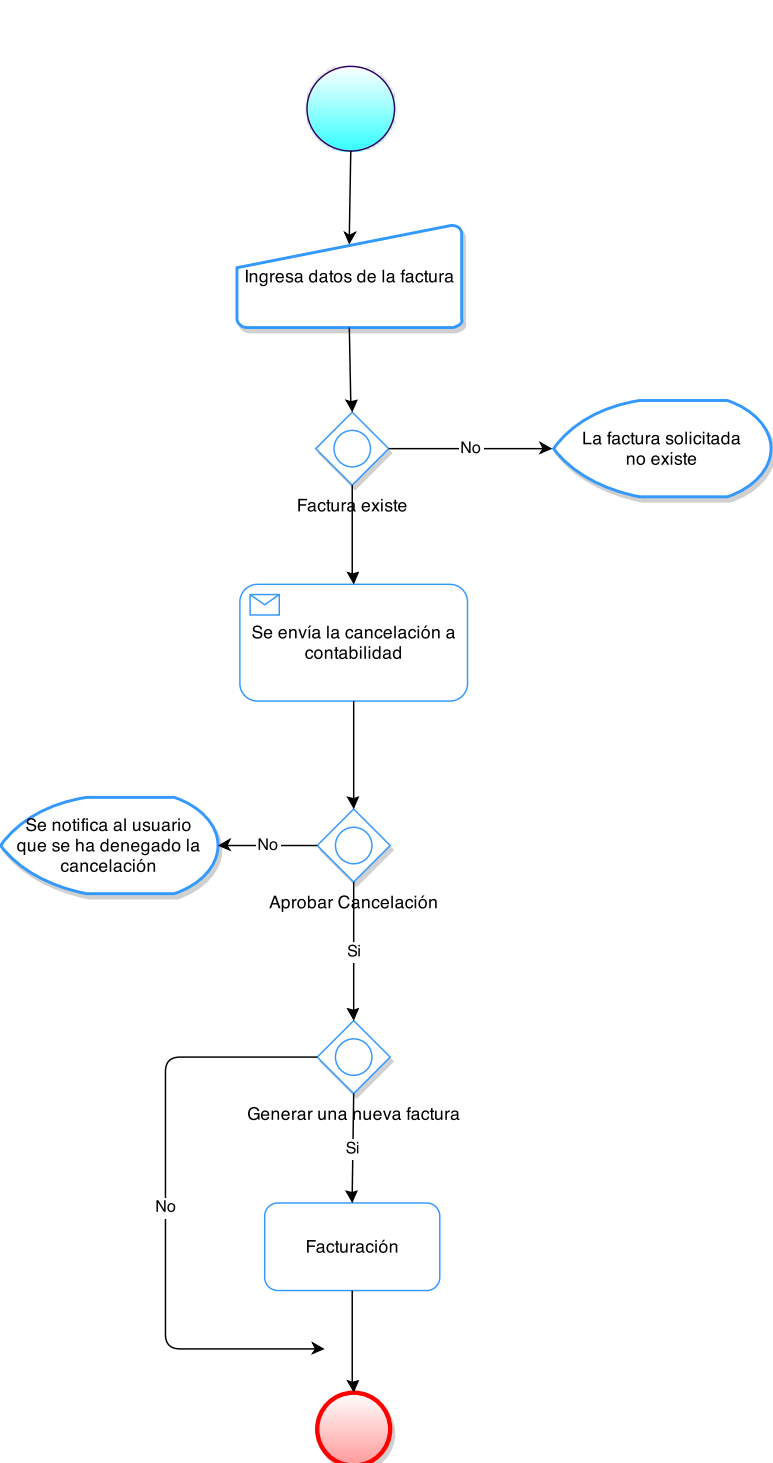 Ingresa datos de la factura
No
La factura solicitada
no existe
Factura existe
Se envía la cancelación a
contabilidad
Se notifica al usuario
que se ha denegado la
cancelación
No
Aprobar Cancelación
Si
Generar una nueva factura
Si
No
Facturación